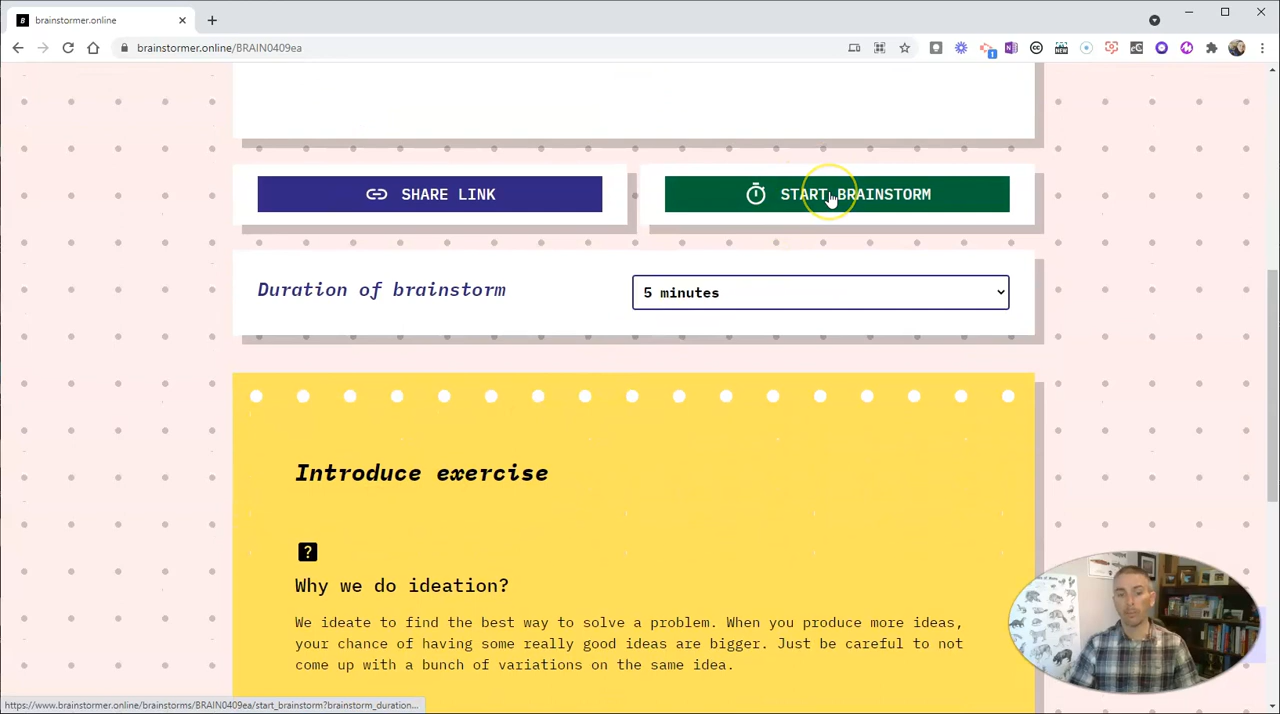 brainstormer.online
brainstormer.online/BRAIN0409ea
SHARE LINK
START BRAINSTORM
Duration of brainstorm
5 minutes
Introduce exercise
?
Why we do ideation?
We ideate to find the best way to solve a problem. When you produce more ideas,
your chance of having some really good ideas are bigger. Just be careful to not
come up with a bunch of variations on the same idea.
https://www.brainstormer.online/brainstorms/BRAIN0409ea/start_brainstorm?brainstorm_duration...